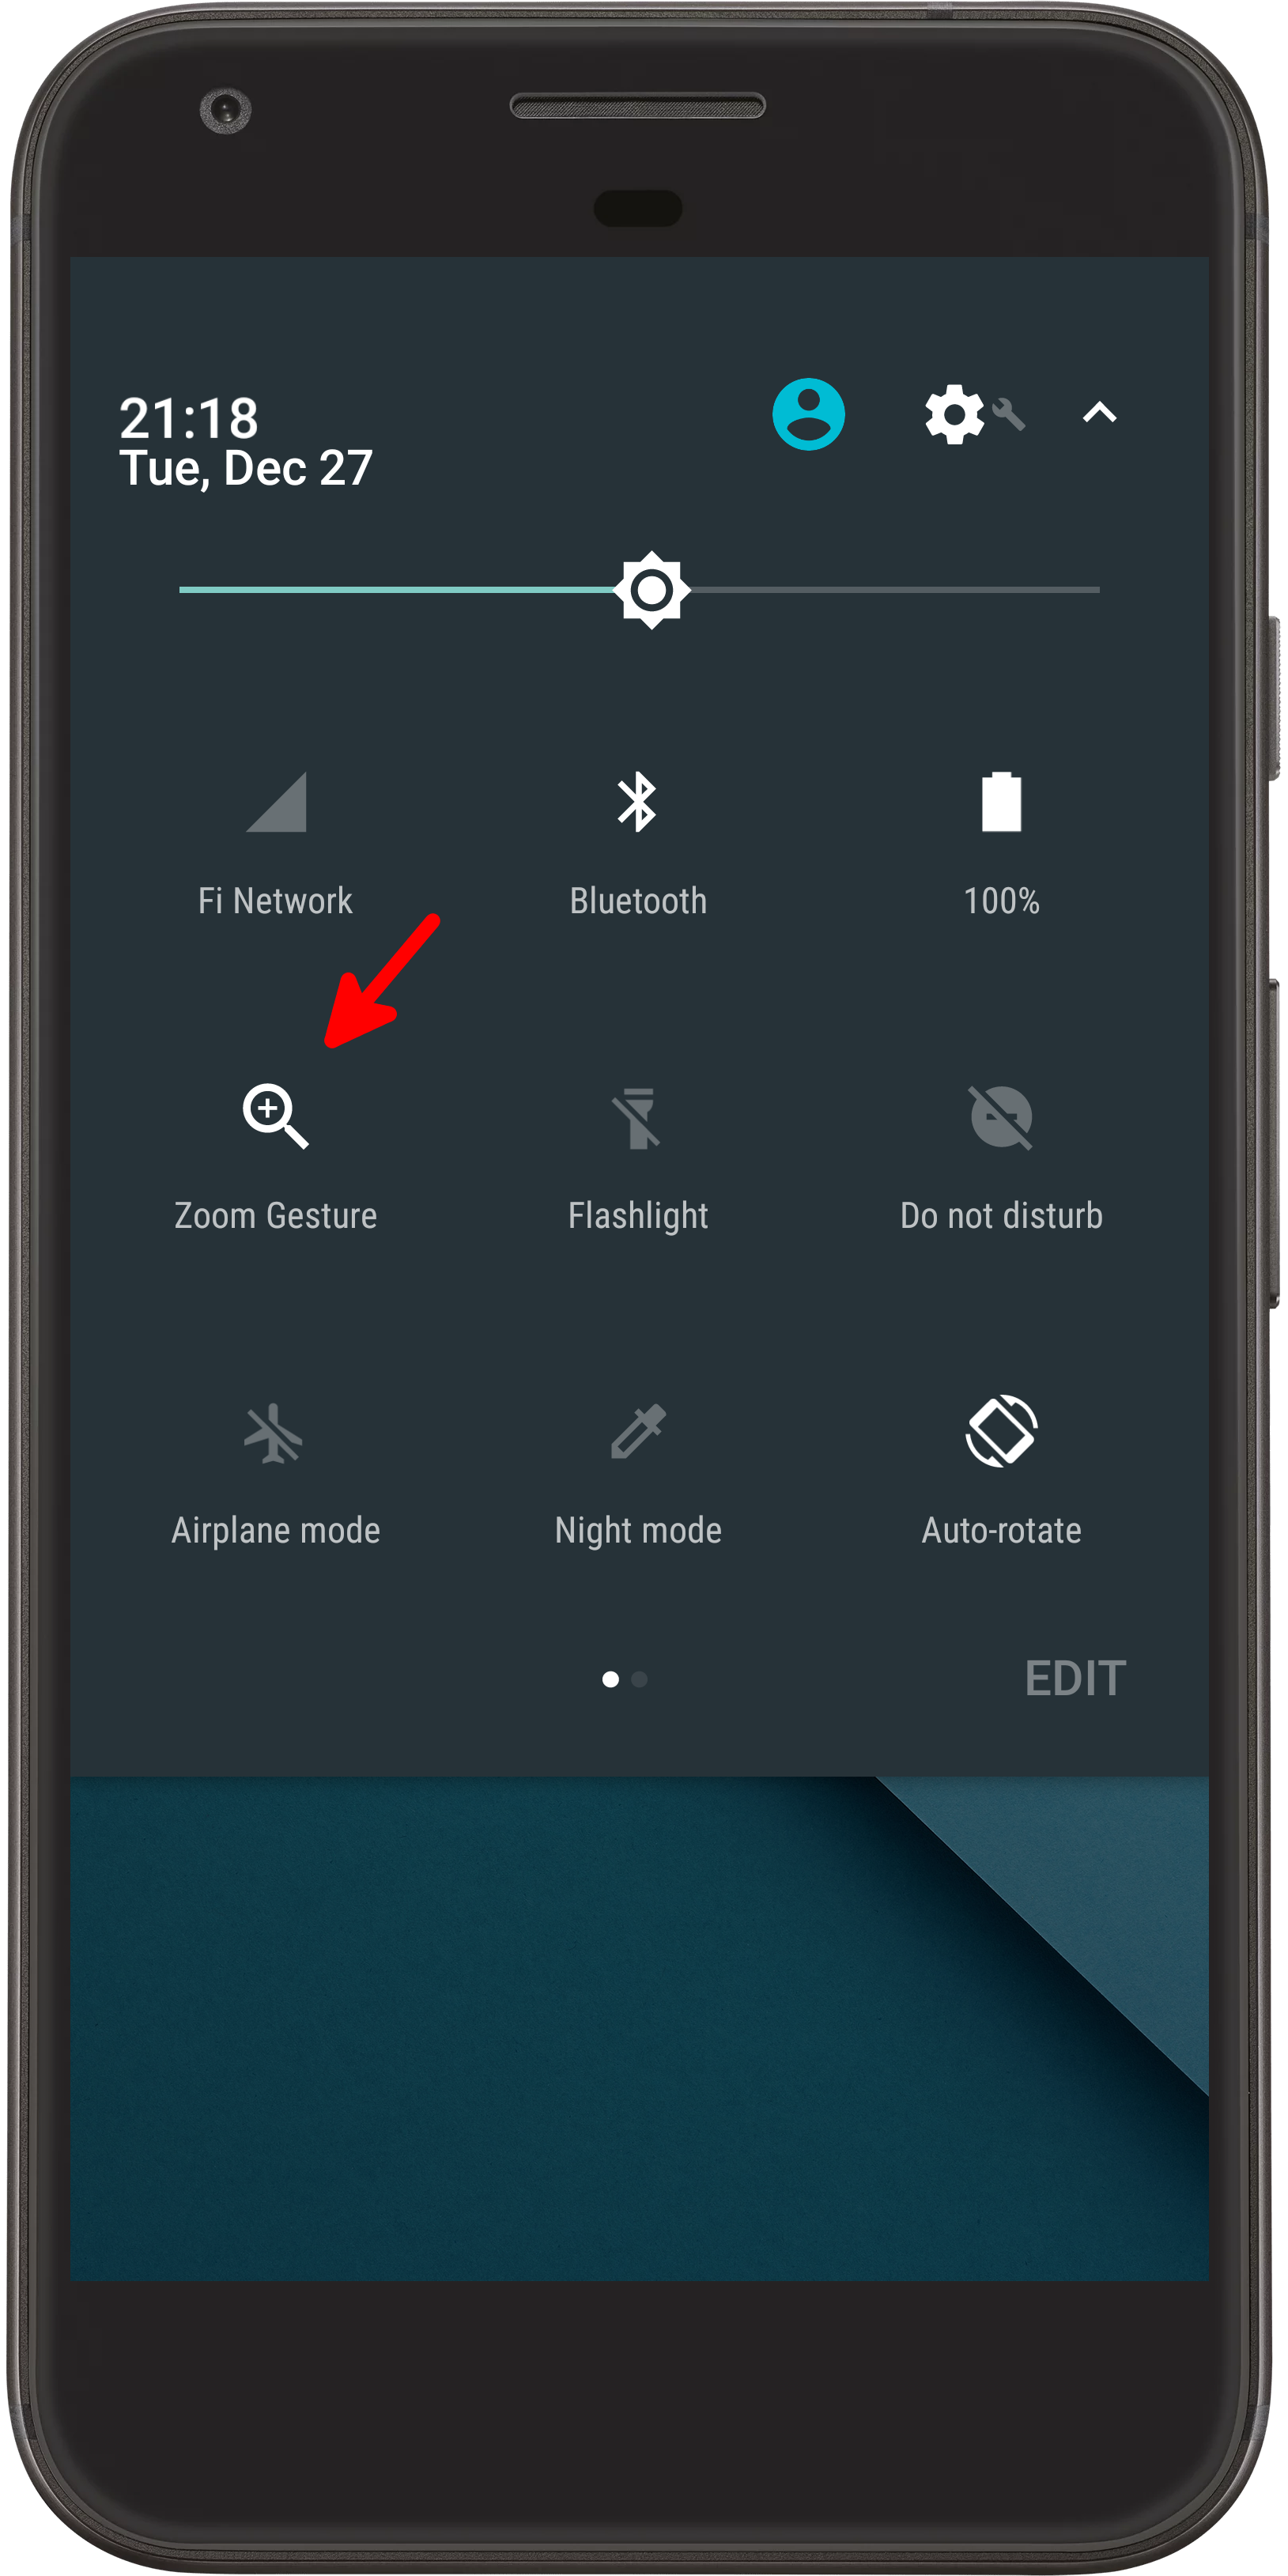 21:18
Tue, Dec 27
Fi Network
Bluetooth
100%
Zoom Gesture
Flashlight
Do not disturb
Airplane mode
Night mode
Auto-rotate
EDIT